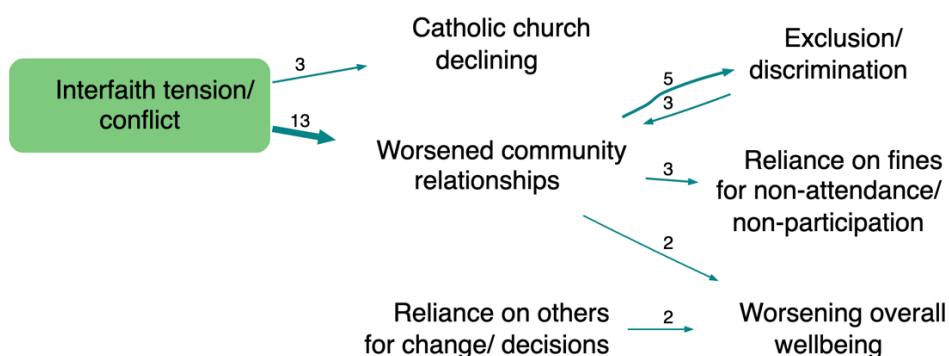 Interfaith tension/
conflict
3
13
Catholic church
declining
Worsened community
relationships
5
3
3
2
Exclusion/
discrimination
Reliance on fines
for non-attendance/
non-participation
Reliance on others
for change/ decisions
2
Worsening overall
wellbeing